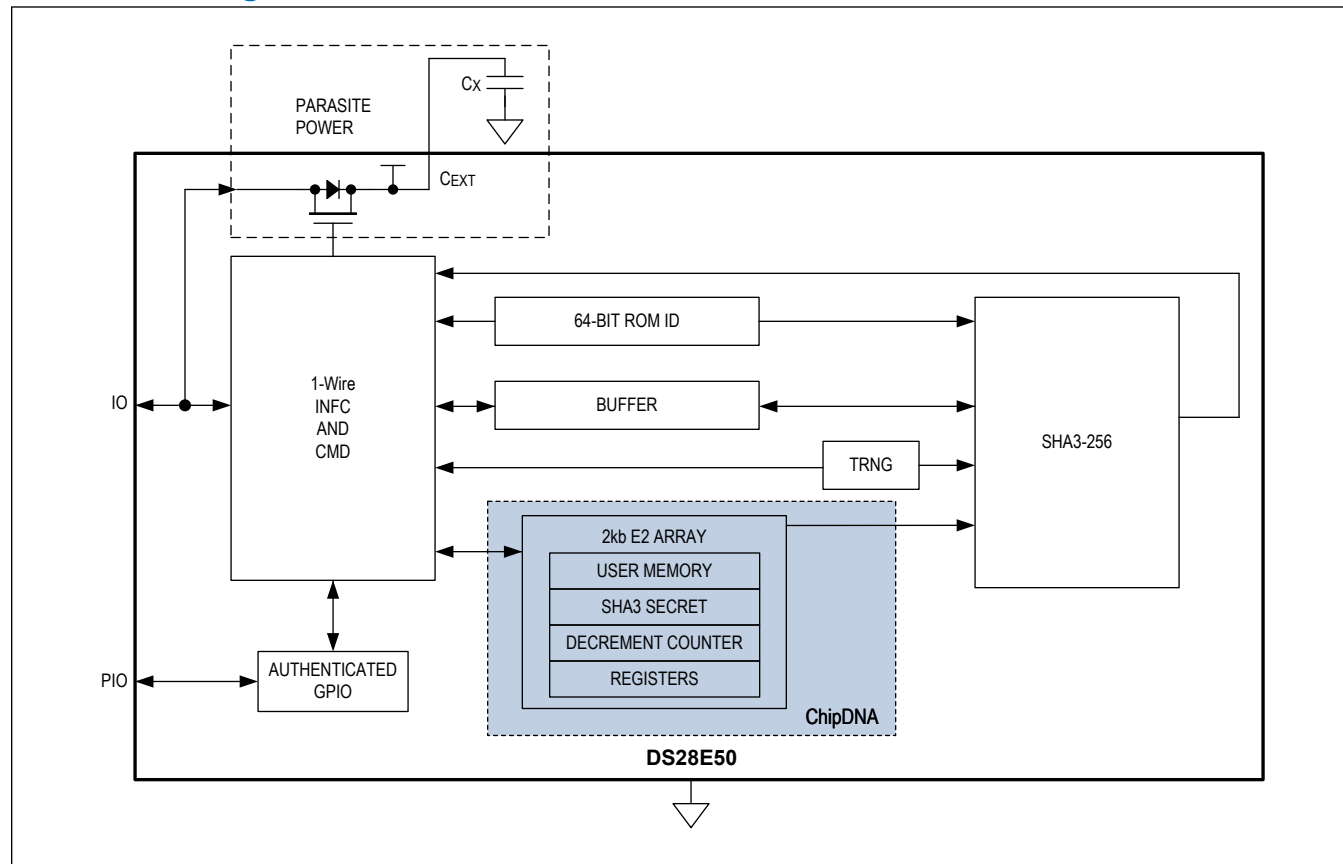 PARASITE
POWER
CX
CEXT
64-BIT ROM ID
1-Wire
INFC
AND
CMD
IO
BUFFER
SHA3-256
TRNG
2kb E2 ARRAY
USER MEMORY
SHA3 SECRET
DECREMENT COUNTER
REGISTERS
ChipDNA
PIO
AUTHENTICATED
GPIO
DS28E50